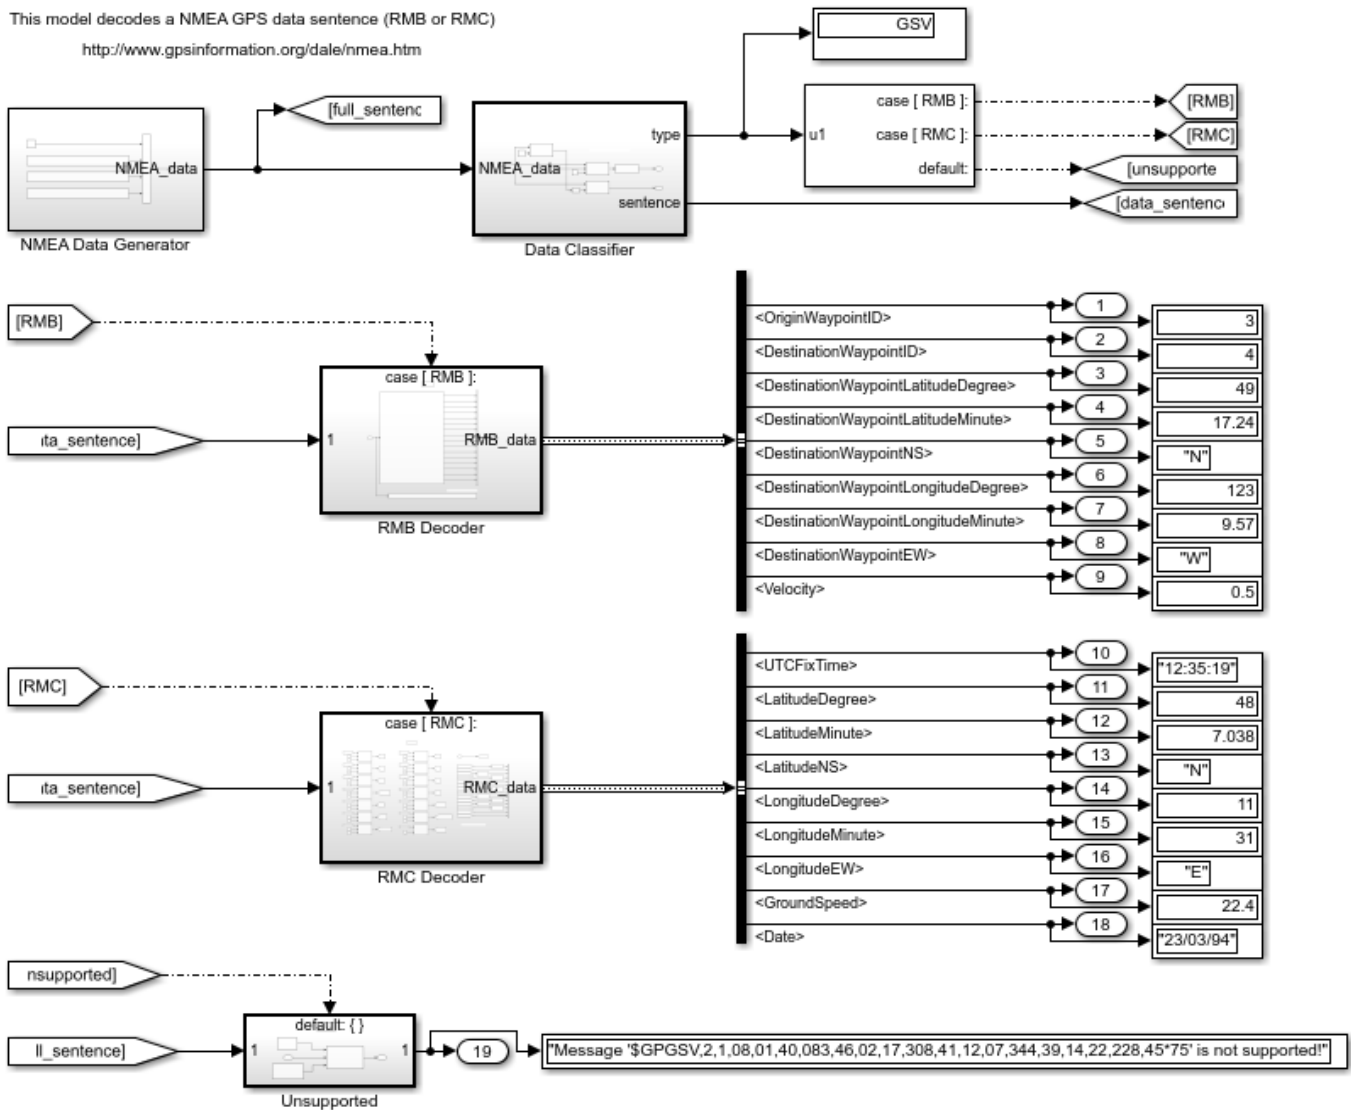 This model decodes a NMEA GPS data sentence (RMB or RMC)
http://www.gpsinformation.org/dale/nmea.htm
GSV
[full_sentenc
NMEA_data
NMEA Data Generator
NMEA_data
type
sentence
Data Classifier
u1
case [ RMB ]:
case [ RMC ]:
default:
[RMB]
[RMC]
[unsupporte
[data_sentenc
[RMB]
ıta_sentence]
case [ RMB ]:
1
RMB_data
RMB Decoder
<OriginWaypointID>
1
3
<DestinationWaypointID>
2
4
<DestinationWaypointLatitudeDegree>
3
49
<DestinationWaypointLatitudeMinute>
4
17.24
<DestinationWaypointNS>
5
"N"
<DestinationWaypointLongitudeDegree>
6
123
<DestinationWaypointLongitudeMinute>
7
9.57
<DestinationWaypointEW>
8
"W"
<Velocity>
9
0.5
[RMC]
ıta_sentence]
case [ RMC ]:
1
RMC_data
RMC Decoder
<UTCFixTime>
10
"12:35:19"
<LatitudeDegree>
11
48
<LatitudeMinute>
12
7.038
<LatitudeNS>
13
"N"
<LongitudeDegree>
14
11
<LongitudeMinute>
15
31
<LongitudeEW>
16
"E"
<GroundSpeed>
17
22.4
<Date>
18
"23/03/94"
nsupported]
ll_sentence]
default: { }
1
1
Unsupported
19
"Message '$GPGSV,2,1,08,01,40,083,46,02,17,308,41,12,07,344,39,14,22,228,45*75' is not supported!"